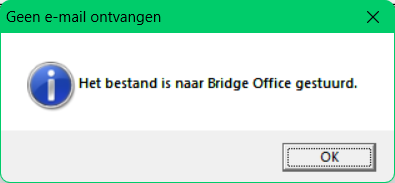 Geen e-mail ontvangen
Het bestand is naar Bridge Office gestuurd.
OK